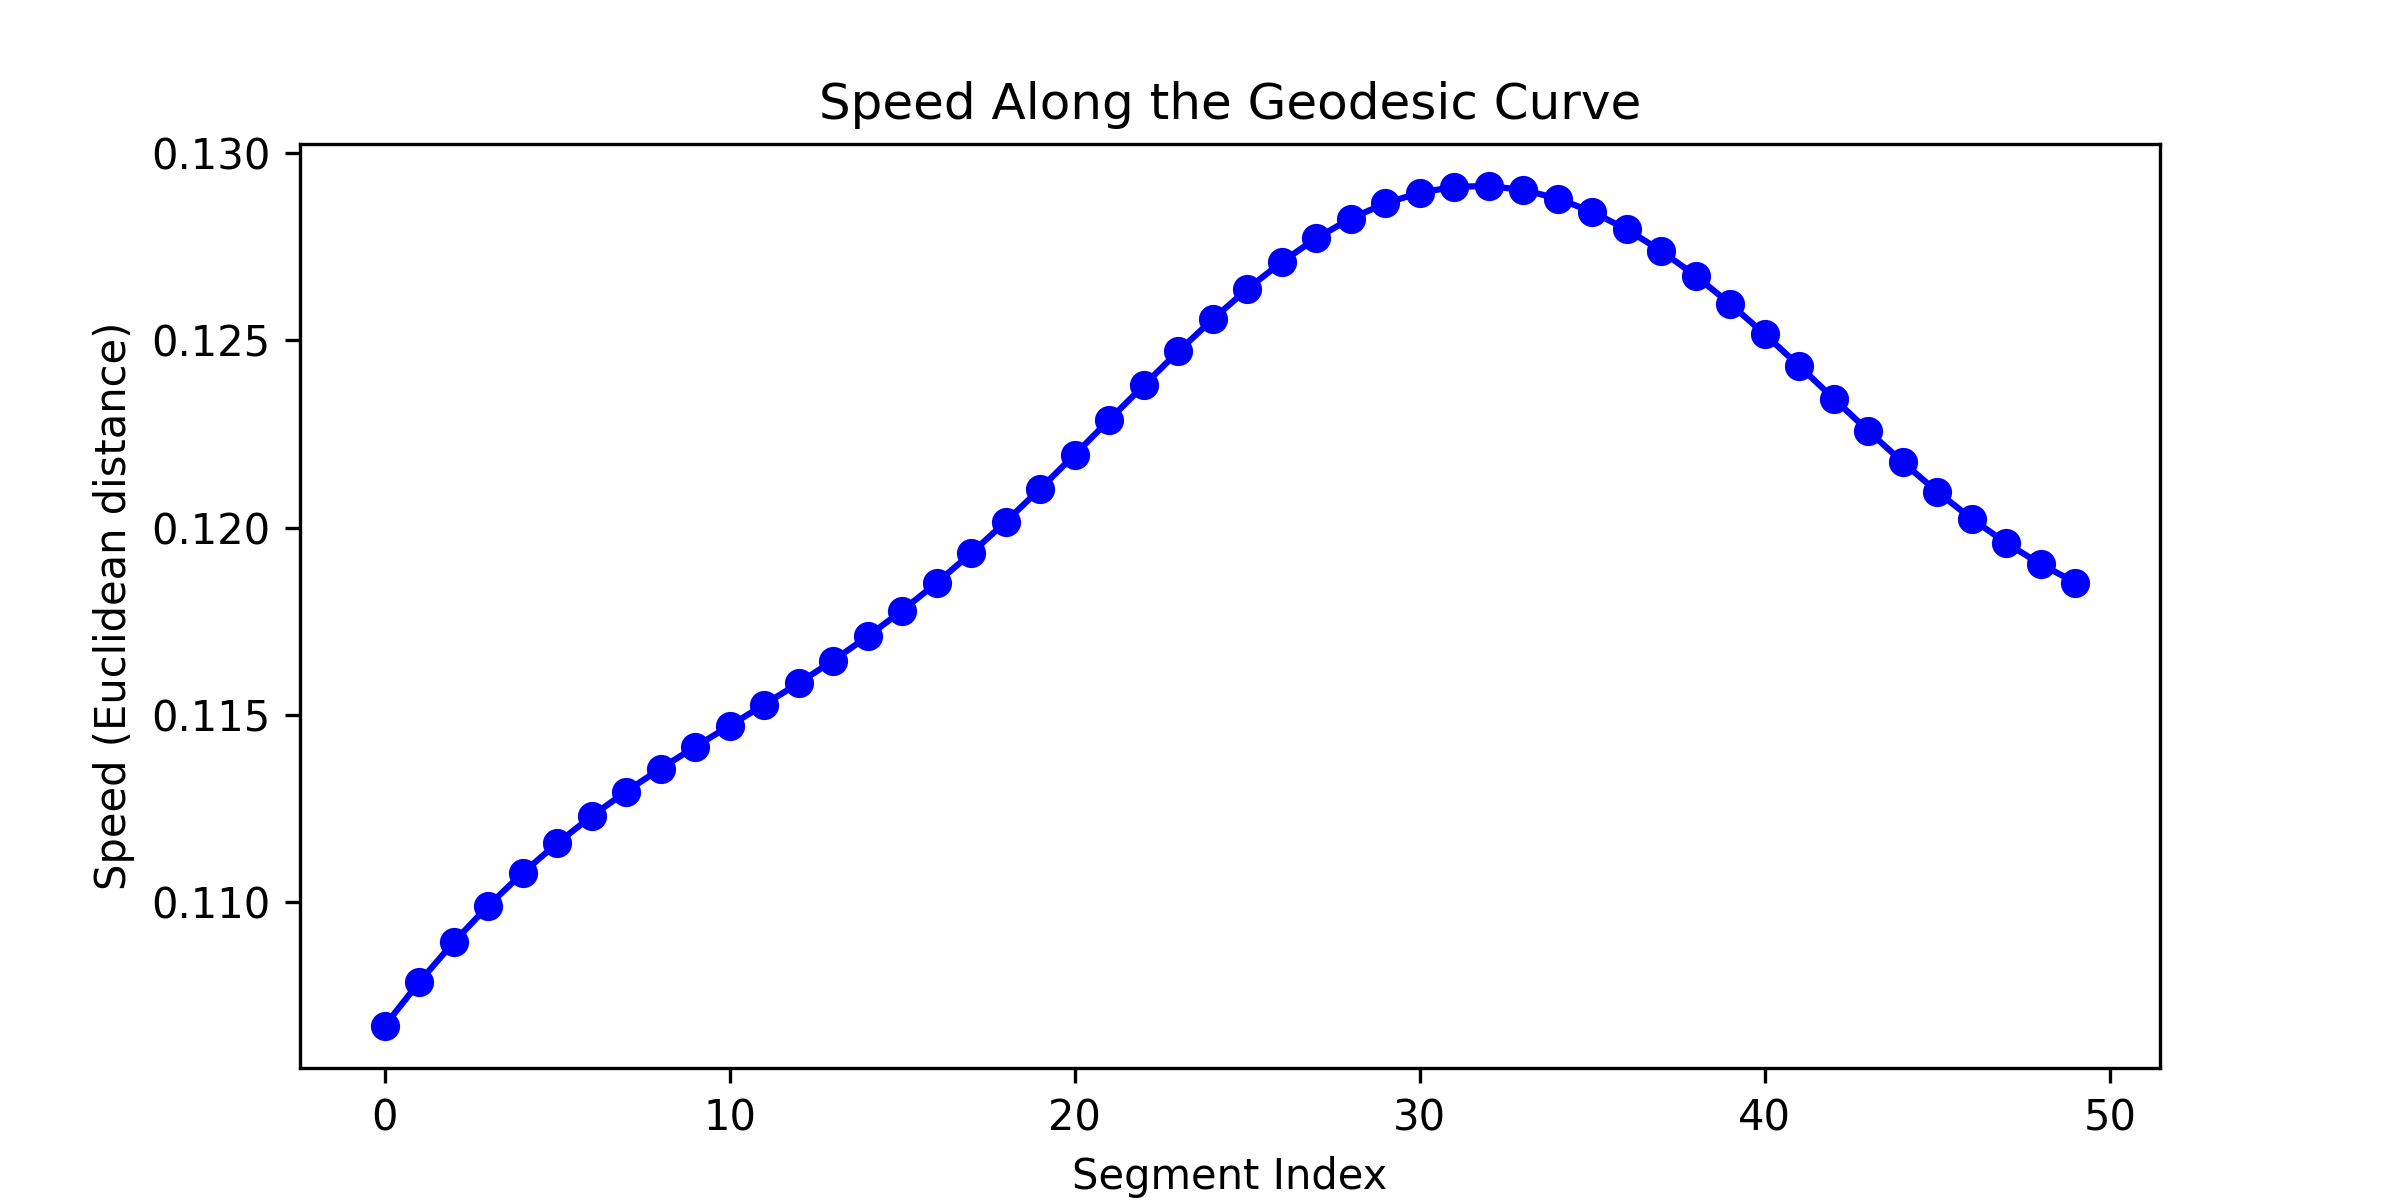 Speed Along the Geodesic Curve
0.130
0.125
0.120
0.115
0.110
Speed (Euclidean distance)
0 10 20 30 40 50
Segment Index